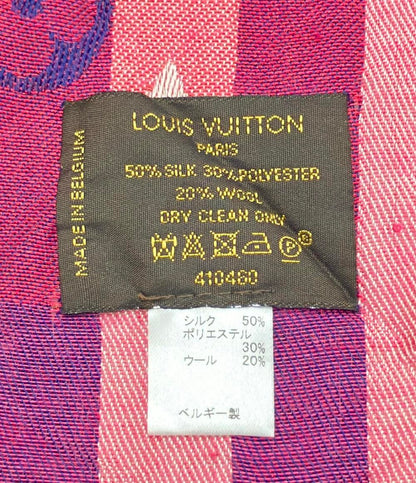 LOUIS VUITTON
PARIS
50% SILK 30% POLYESTER
20% WOOL
DRY CLEAN ONLY
P®
410460
MADE IN BELGIUM
シルク 50%
ポリエステル
30%
ウール 20%
ベルギー製